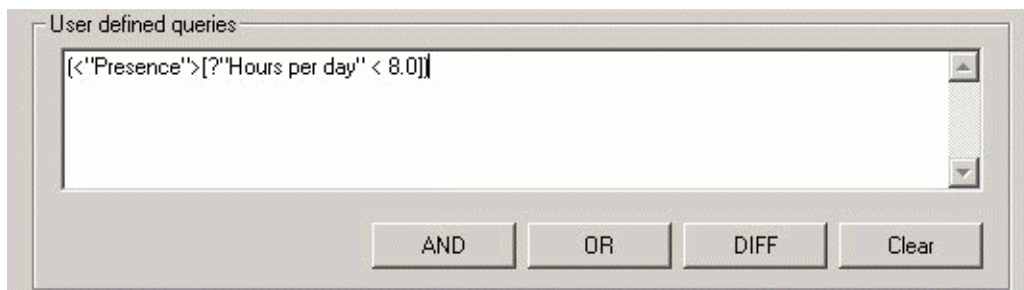 User defined queries
(<"Presence">[?"Hours per day" < 8.0])
AND OR DIFF Clear